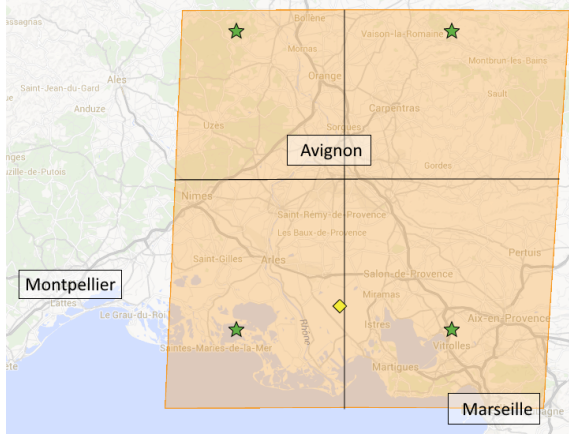 Bollène
Mornas
Vaison-la-Romaine
Montbrun-les-Bains
Alès
Saint-Jean-du-Gard
Orange
Anduze
Sault
Carpentras
Uzès
Sorgues
Avignon
Gordes
Nîmes
Saint-Remy-de-Provence
Les Baux-de-Provence
Saint-Gilles
Arles
Pertuis
Montpellier
Salon-de-Provence
Miramas
Lattes
Le Grau-du-Roi
Rhône
Istres
Aix-en-Provence
Saintes-Maries-de-la-Mer
Vitrolles
Martigues
Marseille